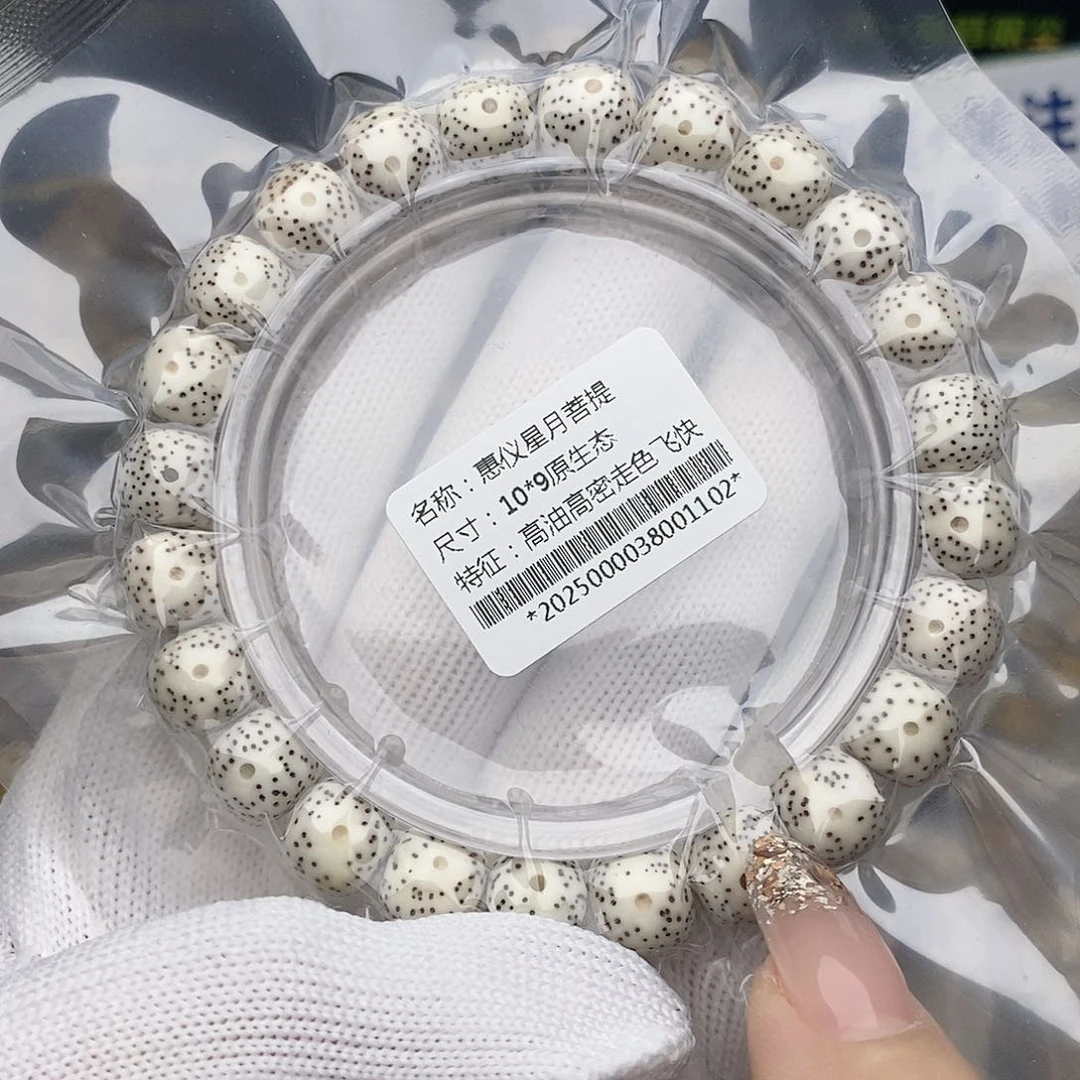 名称：惠仪星月菩提
尺寸：10*9原生态
特征：高油高密走色 飞快
*2025000038001102*